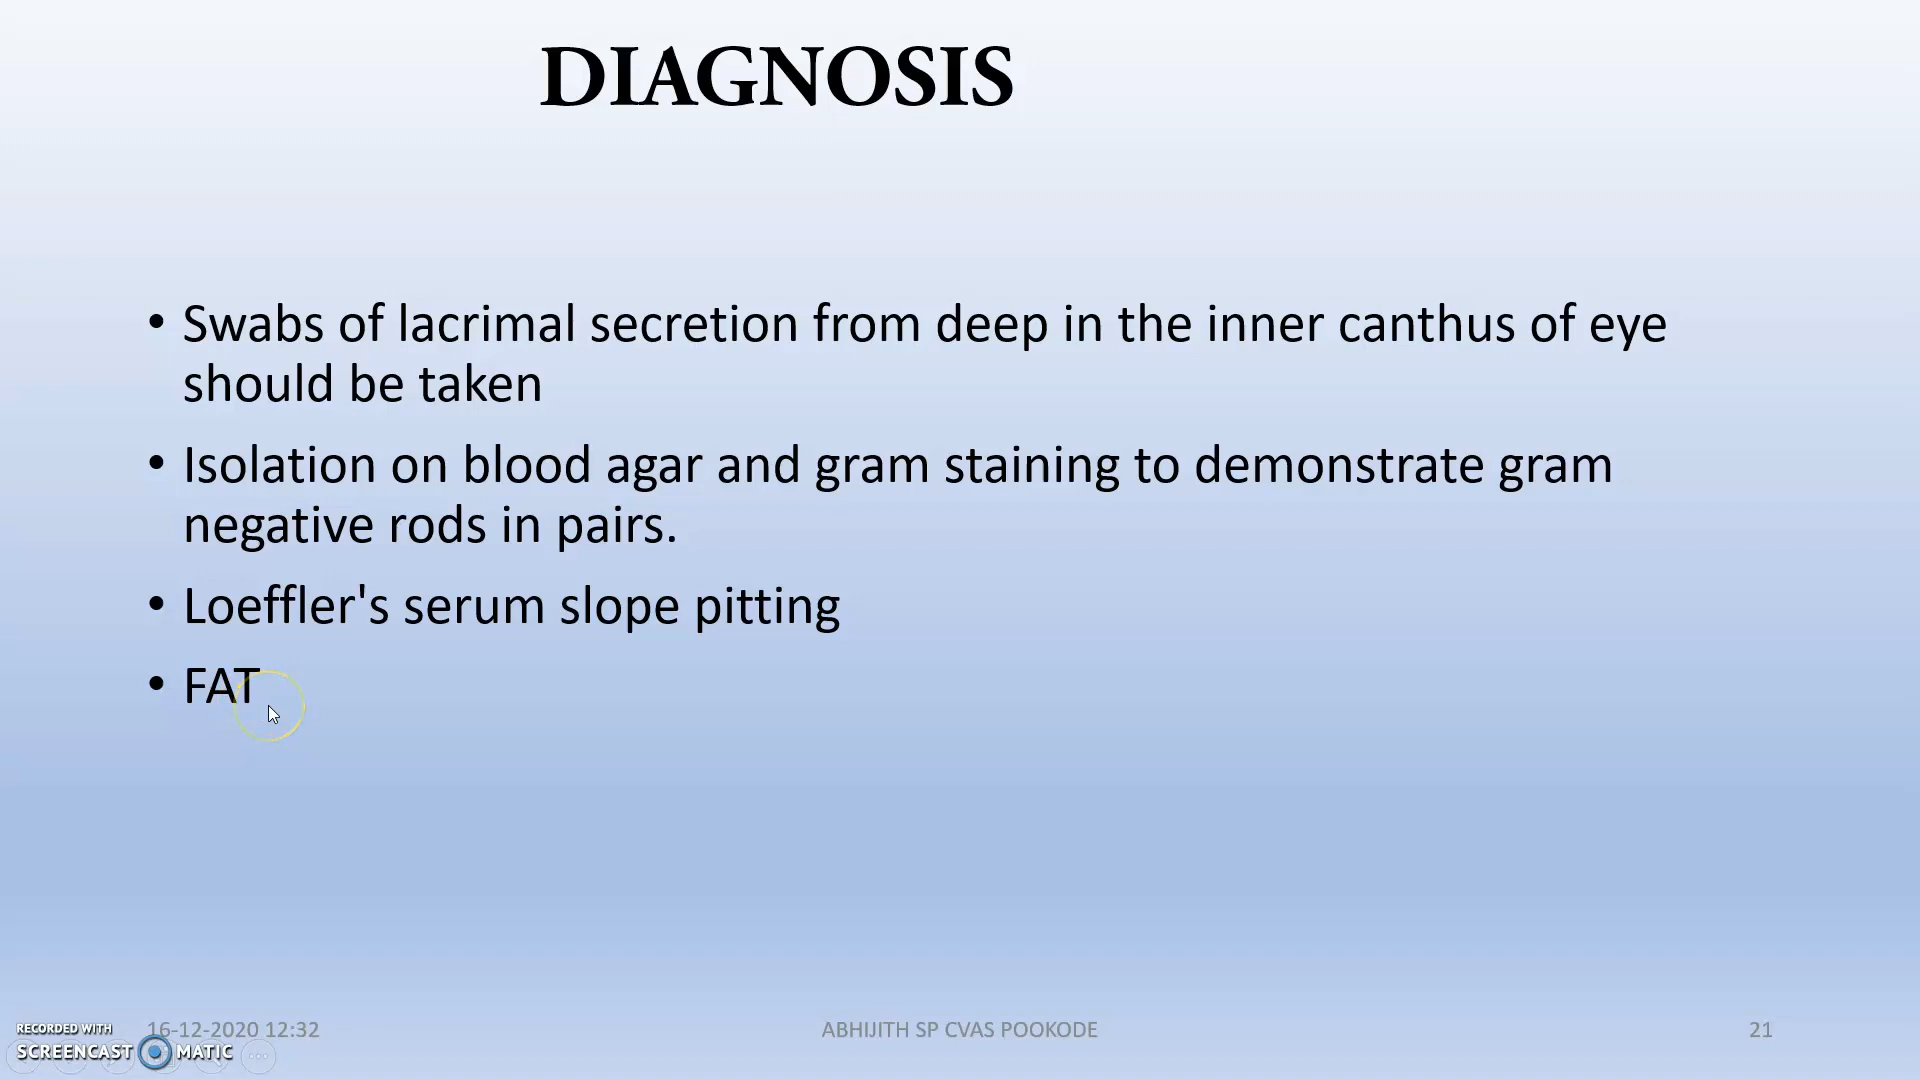 DIAGNOSIS
• Swabs of lacrimal secretion from deep in the inner canthus of eye
should be taken
• Isolation on blood agar and gram staining to demonstrate gram
negative rods in pairs.
• Loeffler's serum slope pitting
• FAT
16-12-2020 12:32
ABHIJITH SP CVAS POOKODE
21
RECORDED WITH
SCREENCAST MATIC